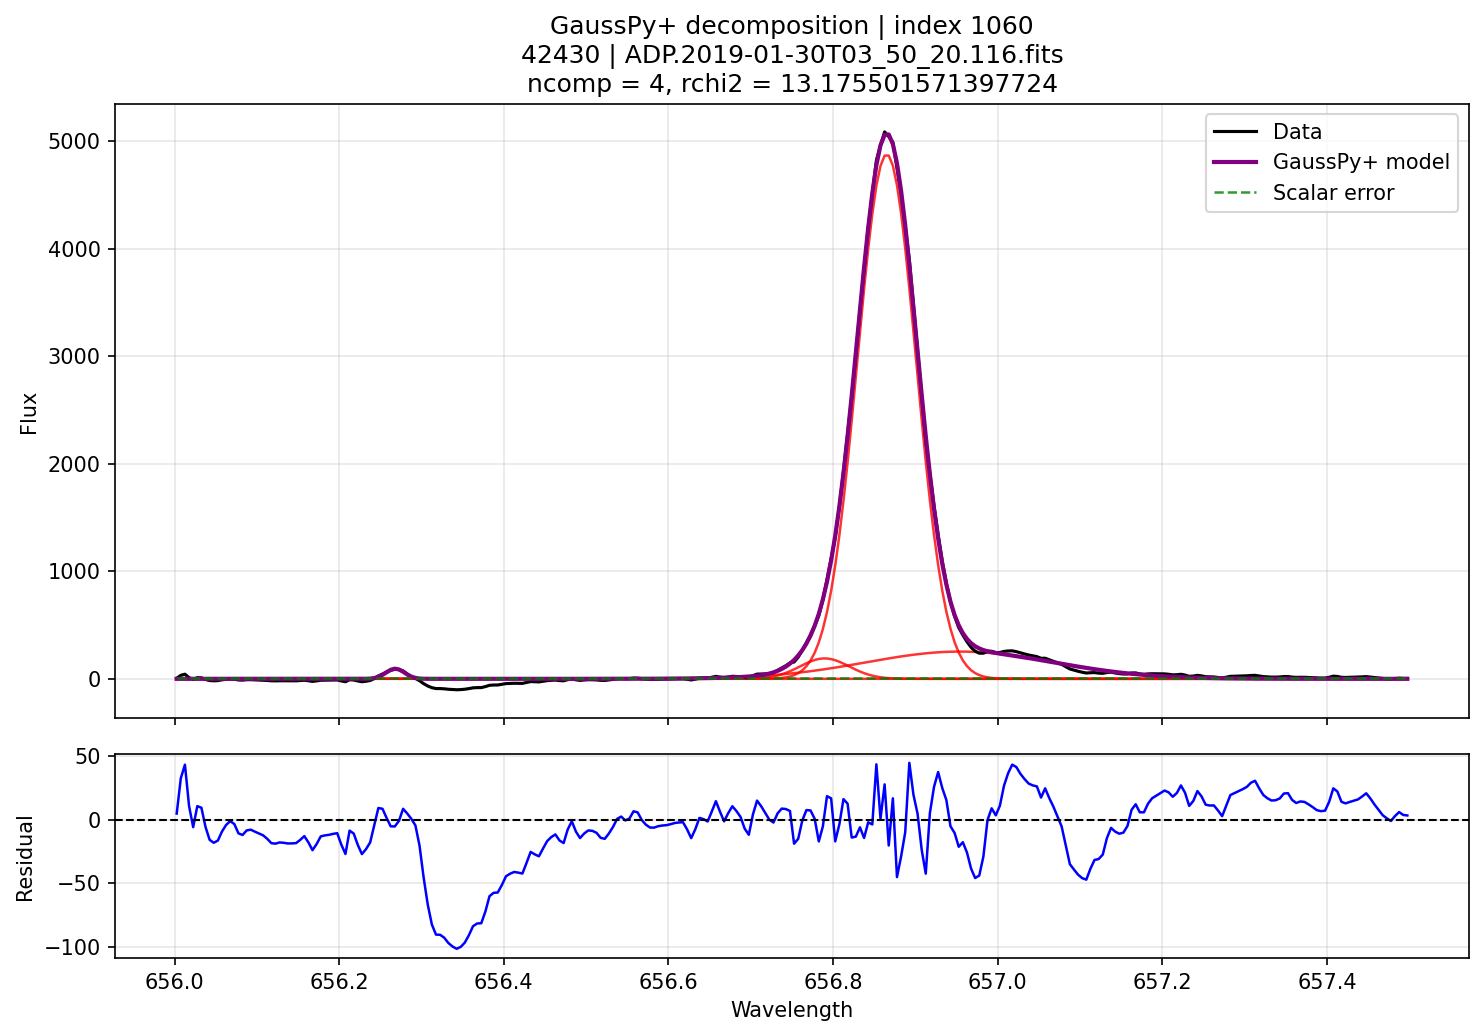 GaussPy+ decomposition | index 1060
42430 | ADP.2019-01-30T03_50_20.116.fits
ncomp = 4, rchi2 = 13.175501571397724
Data
GaussPy+ model
Scalar error
Flux
5000
4000
3000
2000
1000
0
Residual
50
0
−50
−100
656.0 656.2 656.4 656.6 656.8 657.0 657.2 657.4
Wavelength